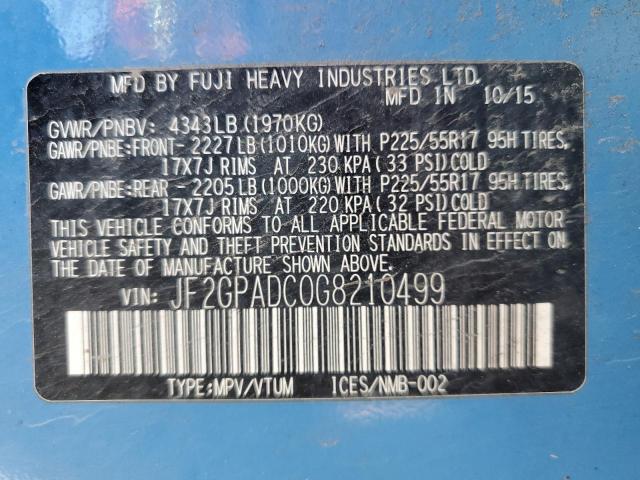 MFD BY FUJI HEAVY INDUSTRIES LTD.
MFD IN 10/15
GVWR/PNBV: 4343LB(1970KG)
GAWR/PNBE:FRONT-2227LB(1010KG)WITH P225/55R17 95H TIRES,
17X7J RIMS AT 230 KPA(33 PSI)COLD
GAWR/PNBE:REAR -2205LB(1000KG)WITH P225/55R17 95H TIRES,
17X7J RIMS AT 220 KPA(32 PSI)COLD
THIS VEHICLE CONFORMS TO ALL APPLICABLE FEDERAL MOTOR
VEHICLE SAFETY AND THEFT PREVENTION STANDARDS IN EFFECT ON
THE DATE OF MANUFACTURE SHOWN ABOVE.
VIN: JF2GPADC0G8210499
TYPE:MPV/VTUM ICES/NMB-002